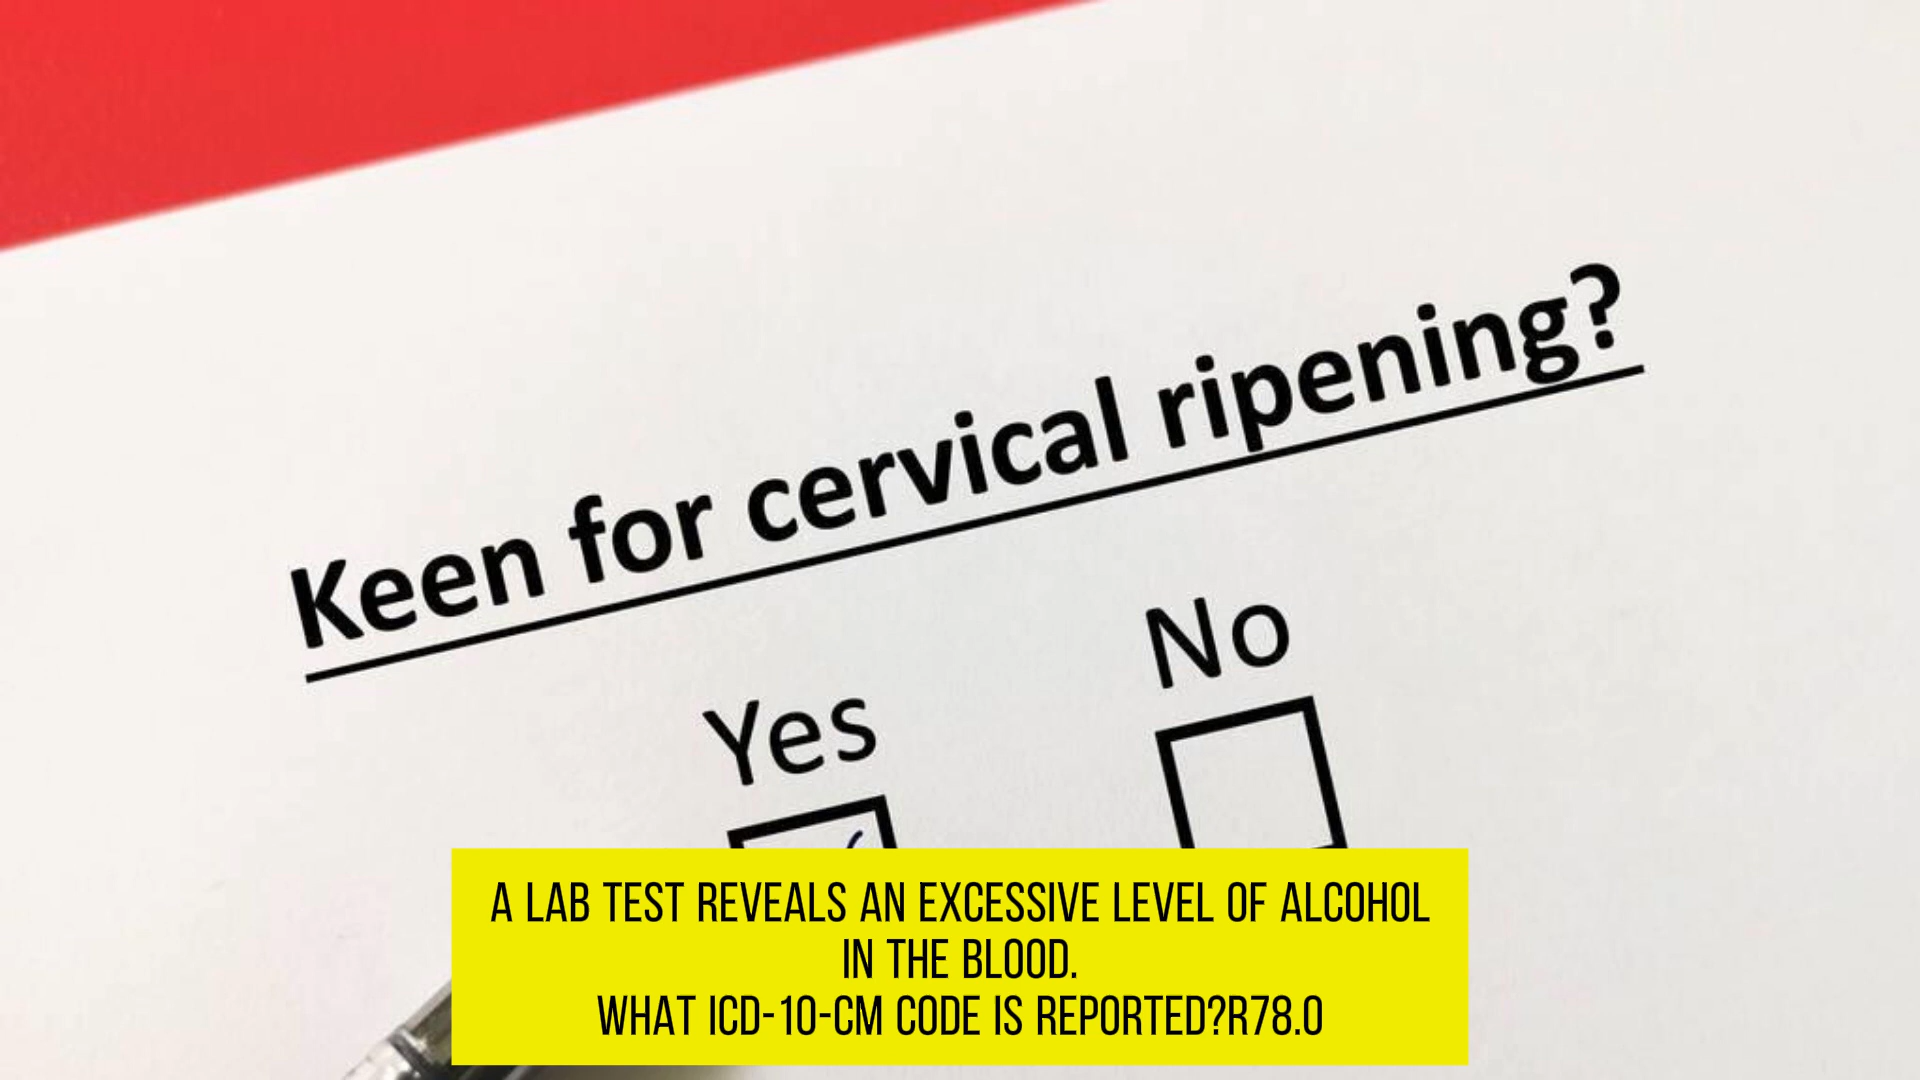 Keen for cervical ripening?
Yes No
A LAB TEST REVEALS AN EXCESSIVE LEVEL OF ALCOHOL
IN THE BLOOD.
WHAT ICD-10-CM CODE IS REPORTED?R78.0